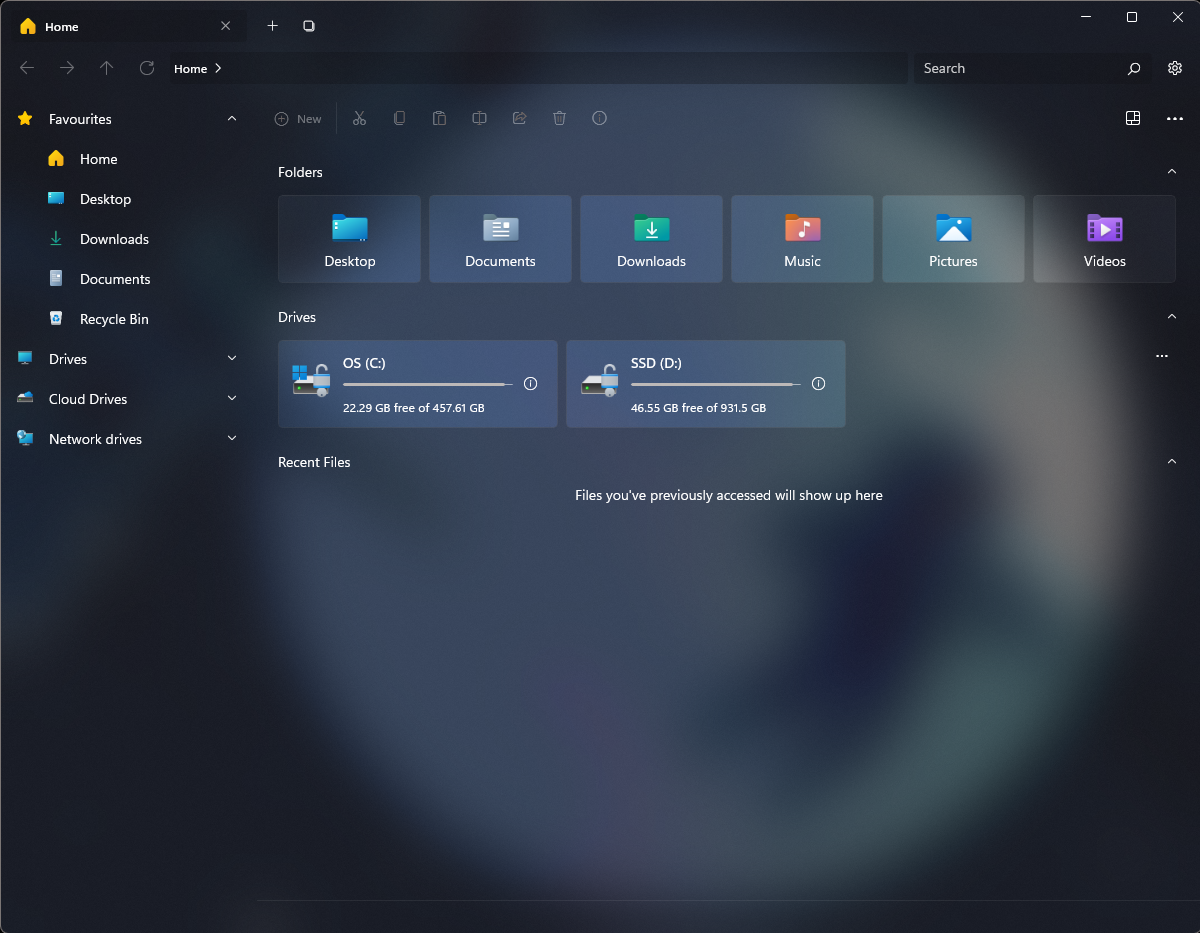 Home
Home
Search
Favourites
Home
Desktop
Downloads
Documents
Recycle Bin
Drives
Cloud Drives
Network drives
New
Folders
Desktop
Documents
Downloads
Music
Pictures
Videos
Drives
OS (C:)
22.29 GB free of 457.61 GB
SSD (D:)
46.55 GB free of 931.5 GB
Recent Files
Files you've previously accessed will show up here